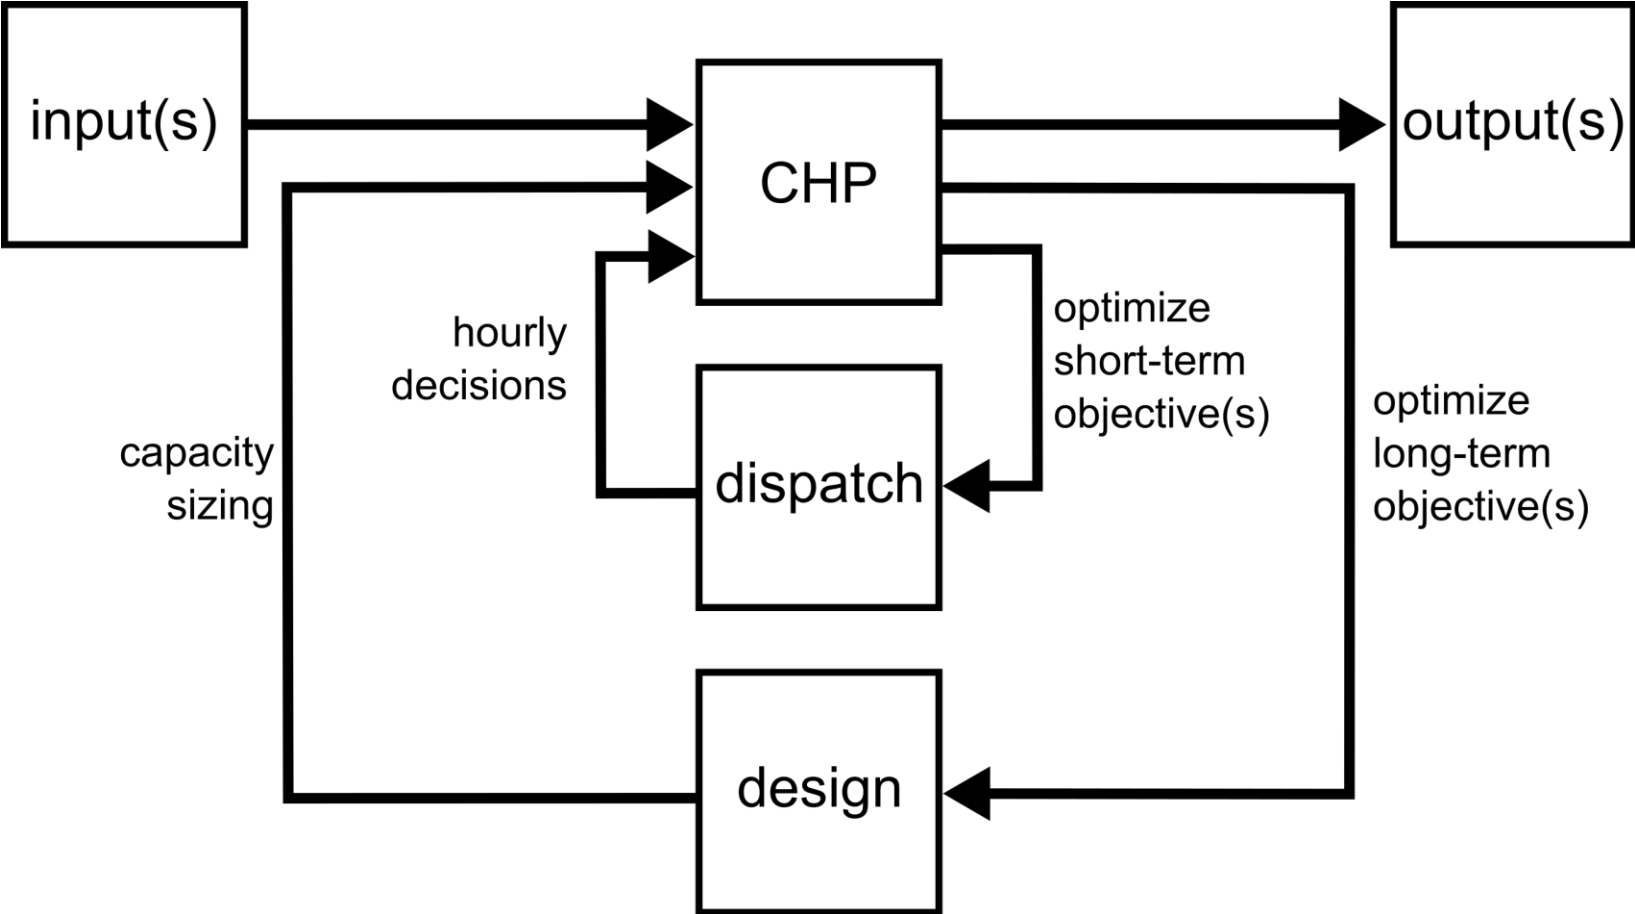 input(s)
CHP
output(s)
hourly
decisions
optimize
short-term
objective(s)
capacity
sizing
dispatch
optimize
long-term
objective(s)
design